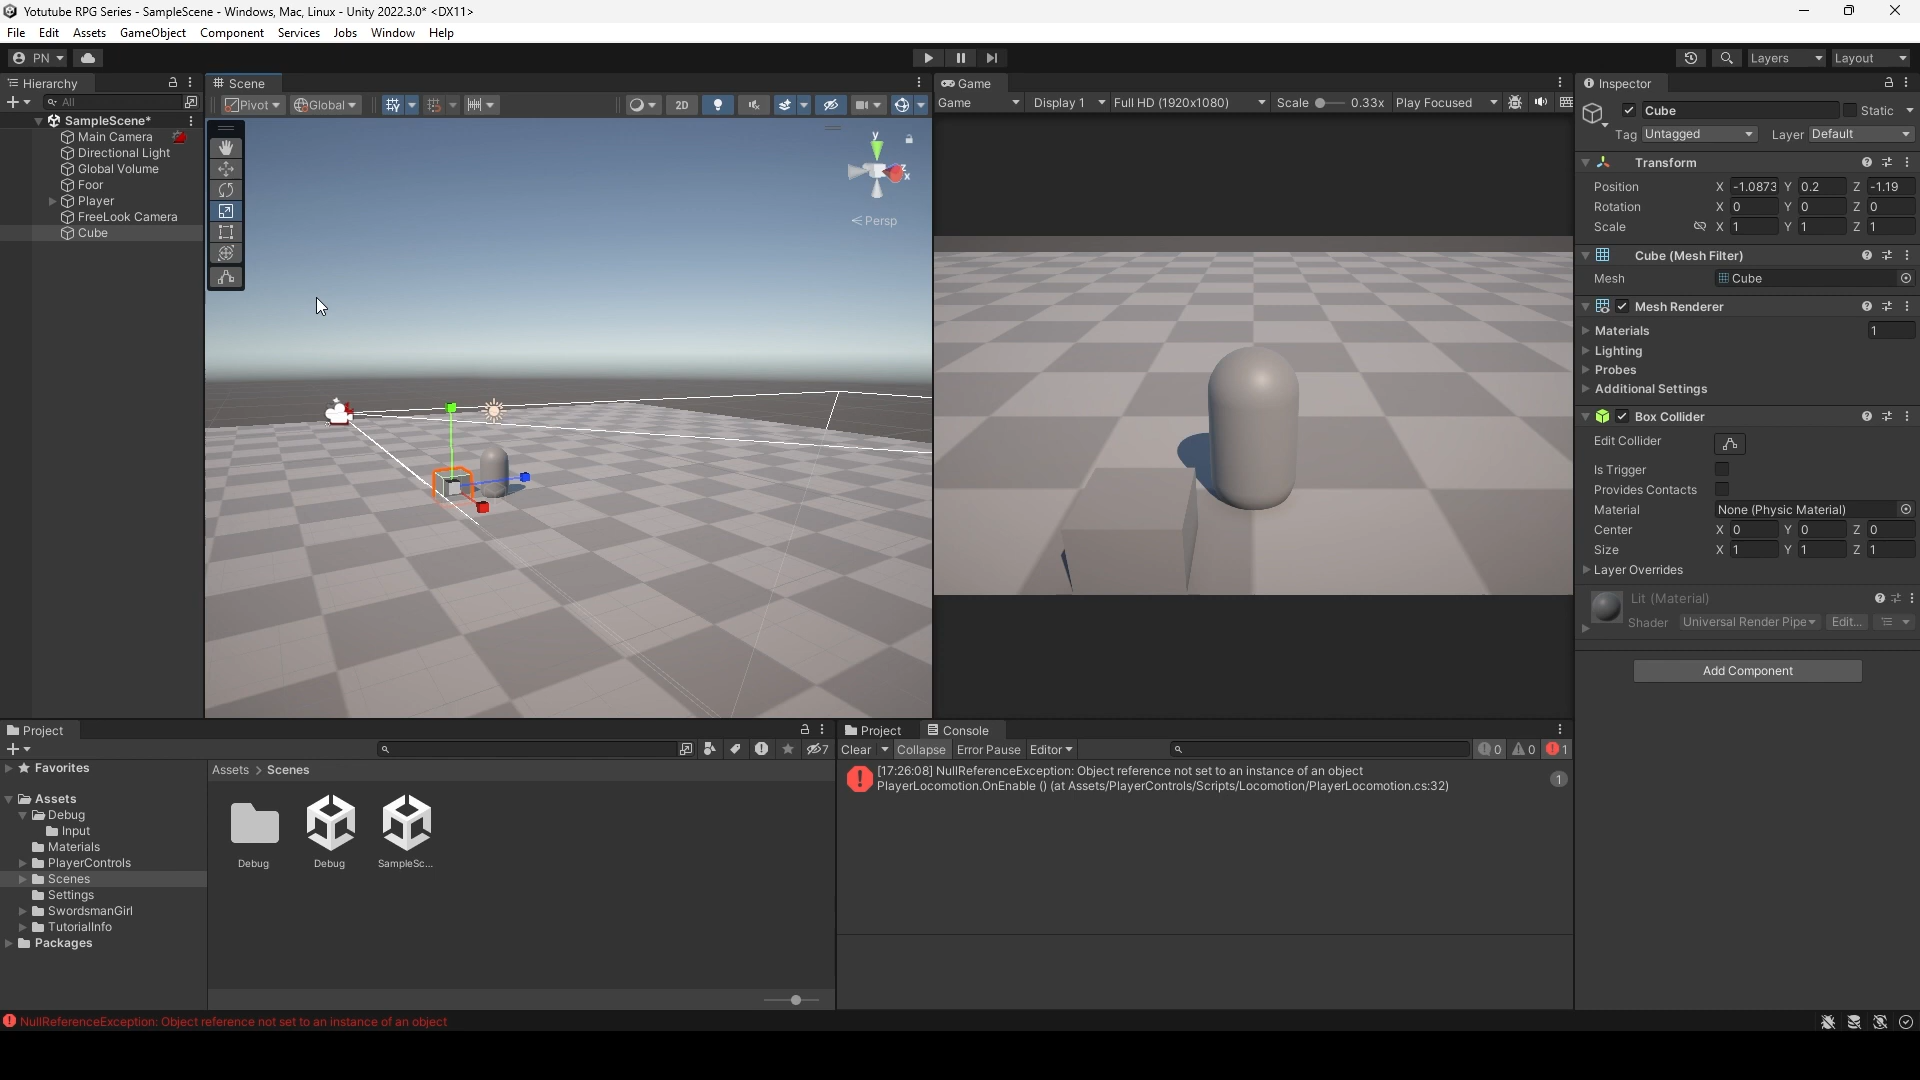 Yotutube RPG Series - SampleScene - Windows, Mac, Linux - Unity 2022.3.0* <DX11>
File Edit Assets GameObject Component Services Jobs Window Help
PN
Layers Layout
Hierarchy
All
SampleScene*
Main Camera
Directional Light
Global Volume
Foor
Player
FreeLook Camera
Cube
Scene
Pivot Global 2D
Persp
Game
Game Display 1 Full HD (1920x1080) Scale 0.33x Play Focused
Inspector
Cube Static
Tag Untagged Layer Default
Transform
Position X -1.0873 Y 0.2 Z -1.19
Rotation X 0 Y 0 Z 0
Scale X 1 Y 1 Z 1
Cube (Mesh Filter)
Mesh Cube
Mesh Renderer
Materials 1
Lighting
Probes
Additional Settings
Box Collider
Edit Collider
Is Trigger
Provides Contacts
Material None (Physic Material)
Center X 0 Y 0 Z 0
Size X 1 Y 1 Z 1
Layer Overrides
Lit (Material)
Shader Universal Render Pipe Edit...
Add Component
Project
7
Favorites
Assets
Debug
Input
Materials
PlayerControls
Scenes
Settings
SwordsmanGirl
TutorialInfo
Packages
Assets > Scenes
Debug Debug SampleSc...
Project Console
Clear Collapse Error Pause Editor 0 0 1
[17:26:08] NullReferenceException: Object reference not set to an instance of an object
PlayerLocomotion.OnEnable () (at Assets/PlayerControls/Scripts/Locomotion/PlayerLocomotion.cs:32)
1
NullReferenceException: Object reference not set to an instance of an object